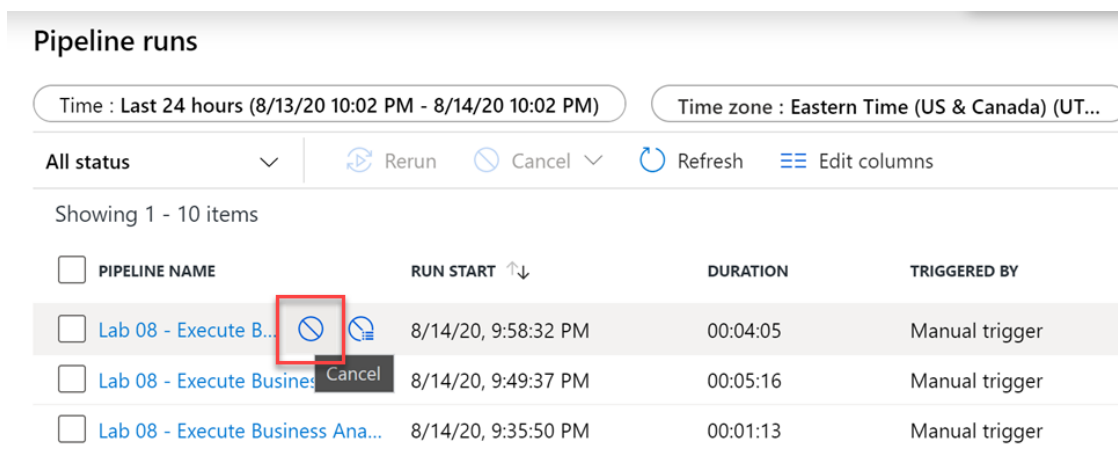 Pipeline runs
Time : Last 24 hours (8/13/20 10:02 PM - 8/14/20 10:02 PM) Time zone : Eastern Time (US & Canada) (UT...
All status Rerun Cancel Refresh Edit columns
Showing 1 - 10 items
PIPELINE NAME RUN START DURATION TRIGGERED BY
Lab 08 - Execute B... 8/14/20, 9:58:32 PM 00:04:05 Manual trigger
Cancel
Lab 08 - Execute Busines 8/14/20, 9:49:37 PM 00:05:16 Manual trigger
Lab 08 - Execute Business Ana... 8/14/20, 9:35:50 PM 00:01:13 Manual trigger